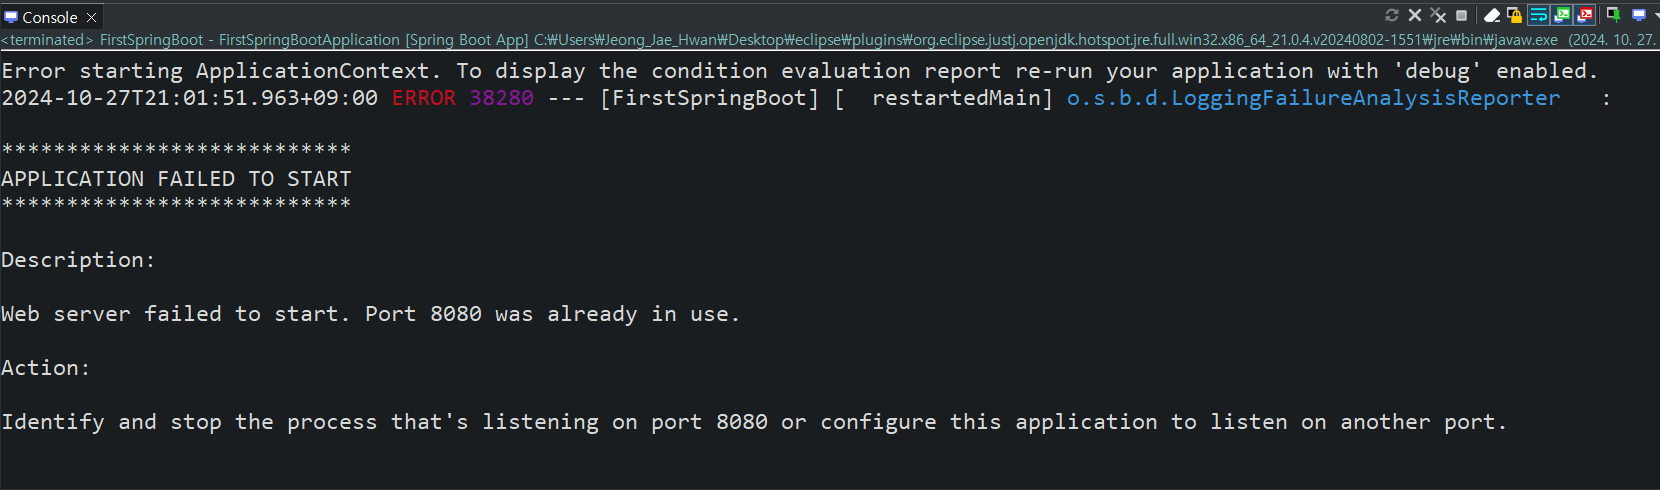 Console
<terminated> FirstSpringBoot - FirstSpringBootApplication [Spring Boot App] C:₩Users₩Jeong_Jae_Hwan₩Desktop₩eclipse₩plugins₩org.eclipse.justj.openjdk.hotspot.jre.full.win32.x86_64_21.0.4.v20240802-1551₩jre₩bin₩javaw.exe (2024. 10. 27.
Error starting ApplicationContext. To display the condition evaluation report re-run your application with 'debug' enabled.
2024-10-27T21:01:51.963+09:00 ERROR 38280 --- [FirstSpringBoot] [  restartedMain] o.s.b.d.LoggingFailureAnalysisReporter   :
***************************
APPLICATION FAILED TO START
***************************
Description:
Web server failed to start. Port 8080 was already in use.
Action:
Identify and stop the process that's listening on port 8080 or configure this application to listen on another port.